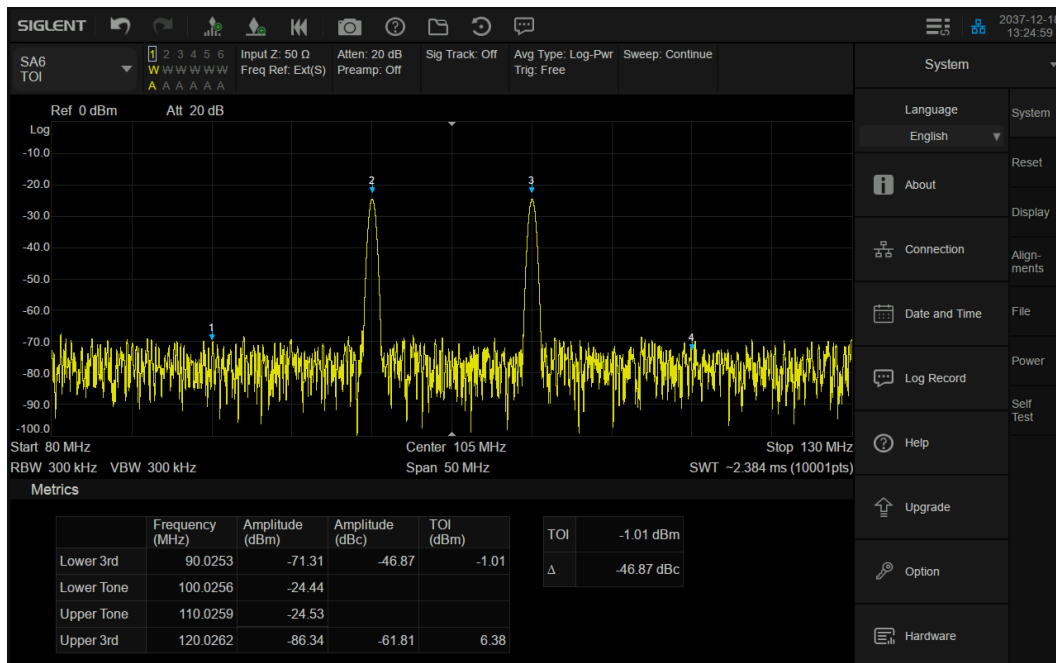 SIGLENT
2037-12-18
13:24:59
SA6
TOI
1 2 3 4 5 6
W W W W W W
A A A A A A
Input Z: 50 Ω
Freq Ref: Ext(S)
Atten: 20 dB
Preamp: Off
Sig Track: Off
Avg Type: Log-Pwr
Trig: Free
Sweep: Continue
System
Ref 0 dBm
Att 20 dB
Log
-10.0
-20.0
-30.0
-40.0
-50.0
-60.0
-70.0
-80.0
-90.0
-100.0
1
2
3
4
Start 80 MHz
Center 105 MHz
Stop 130 MHz
RBW 300 kHz VBW 300 kHz
Span 50 MHz
SWT ~2.384 ms (10001pts)
Metrics
Frequency (MHz) Amplitude (dBm) Amplitude (dBc) TOI (dBm)
Lower 3rd 90.0253 -71.31 -46.87 -1.01
Lower Tone 100.0256 -24.44
Upper Tone 110.0259 -24.53
Upper 3rd 120.0262 -86.34 -61.81 6.38
TOI -1.01 dBm
Δ -46.87 dBc
Language
English
About
Connection
Date and Time
Log Record
Help
Upgrade
Option
Hardware
System
Reset
Display
Align-
ments
File
Power
Self
Test